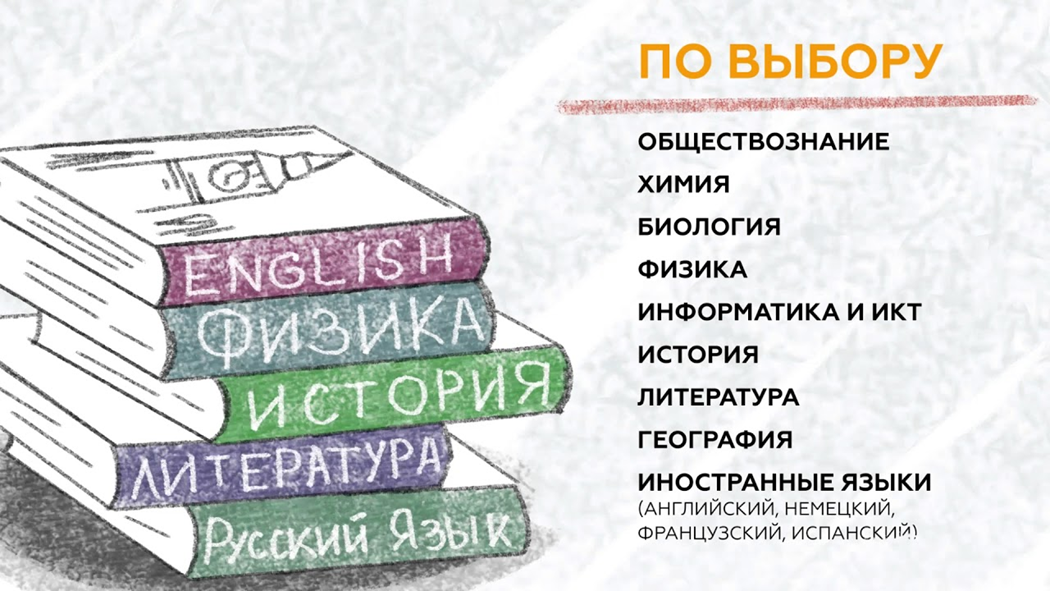 ПО ВЫБОРУ
ОБЩЕСТВОЗНАНИЕ
ХИМИЯ
БИОЛОГИЯ
ФИЗИКА
ИНФОРМАТИКА И ИКТ
ИСТОРИЯ
ЛИТЕРАТУРА
ГЕОГРАФИЯ
ИНОСТРАННЫЕ ЯЗЫКИ
(АНГЛИЙСКИЙ, НЕМЕЦКИЙ,
ФРАНЦУЗСКИЙ, ИСПАНСКИЙ)
ENGLISH
ФИЗИКА
ИСТОРИЯ
ЛИТЕРАТУРА
Русский Язык